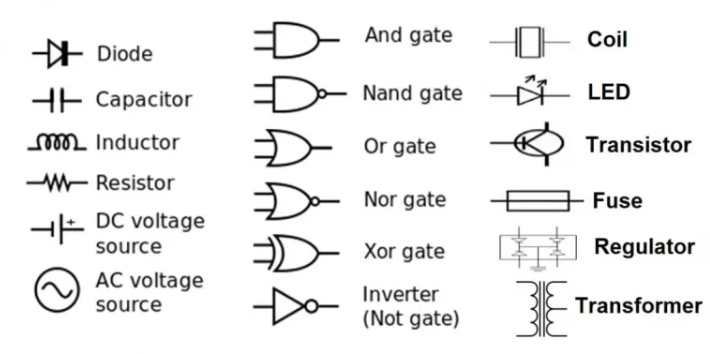 Diode
Capacitor
Inductor
Resistor
+
DC voltage
source
AC voltage
source
And gate
Nand gate
Or gate
Nor gate
Xor gate
Inverter
(Not gate)
Coil
LED
Transistor
Fuse
Regulator
Transformer